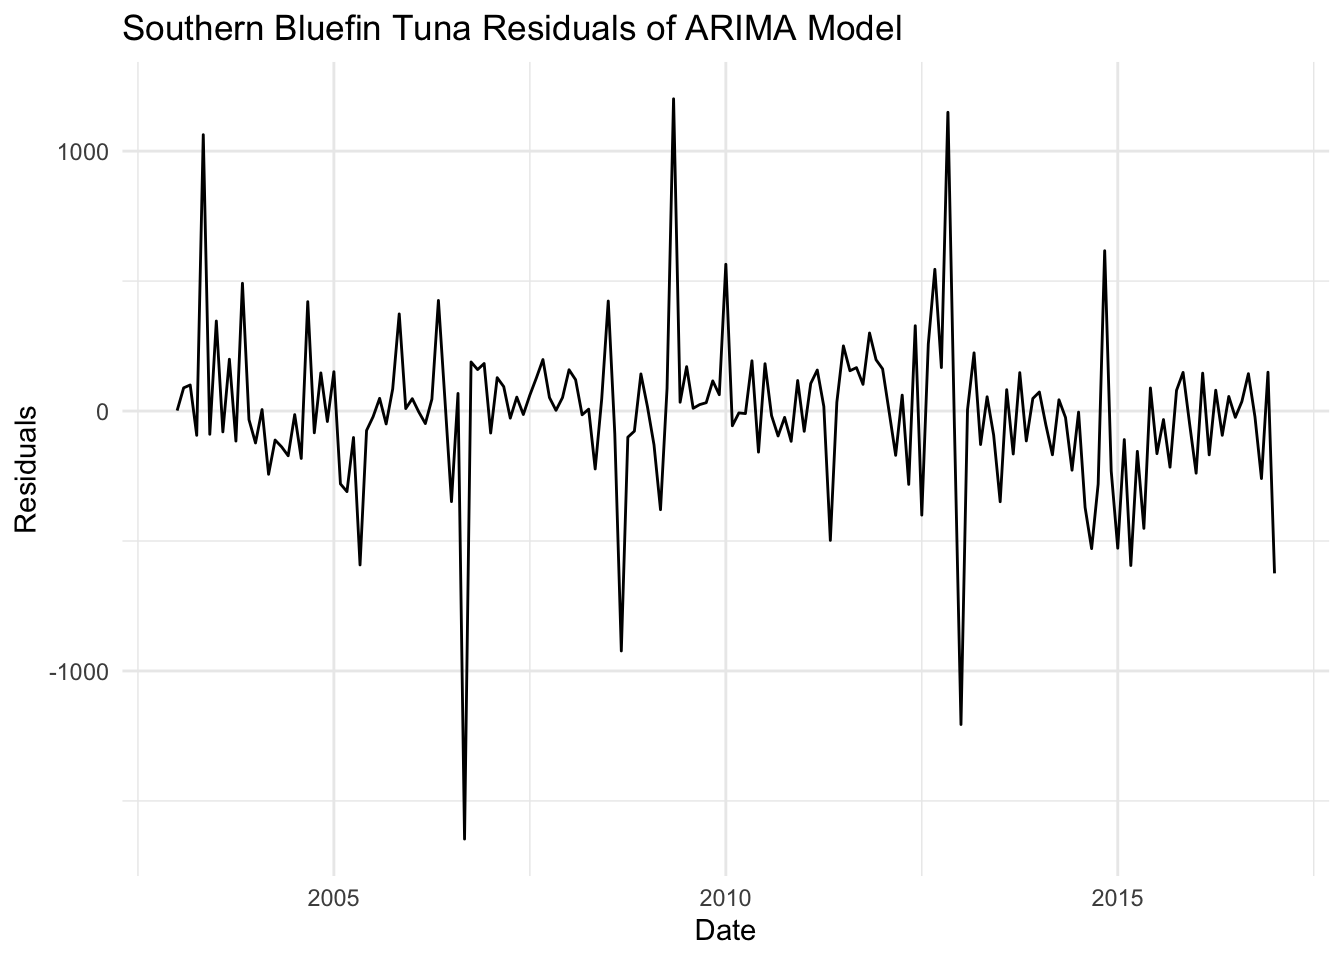 Southern Bluefin Tuna Residuals of ARIMA Model
1000
0
-1000
Residuals
2005 2010 2015
Date